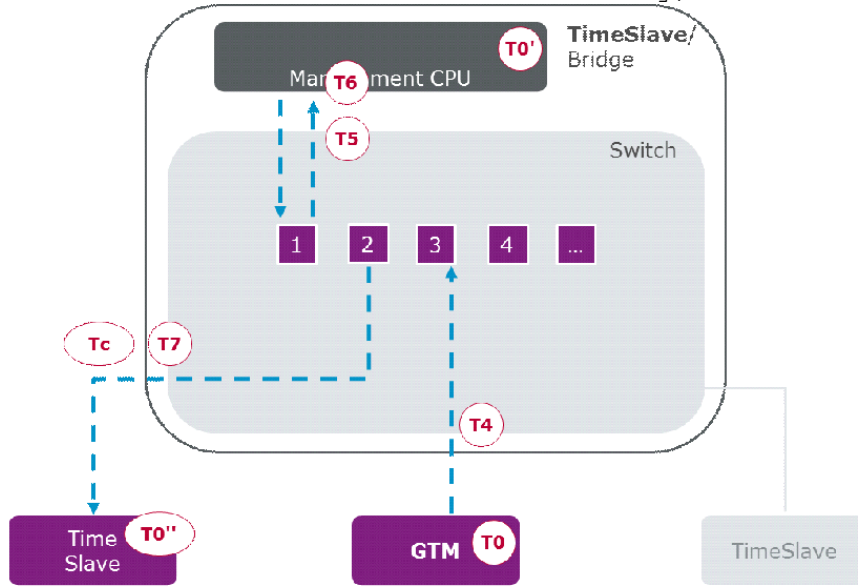 TimeSlave/
Bridge
T0'
Management CPU
T6
T5
Switch
1
2
3
4
...
Tc
T7
T4
Time
Slave
T0''
GTM
T0
TimeSlave